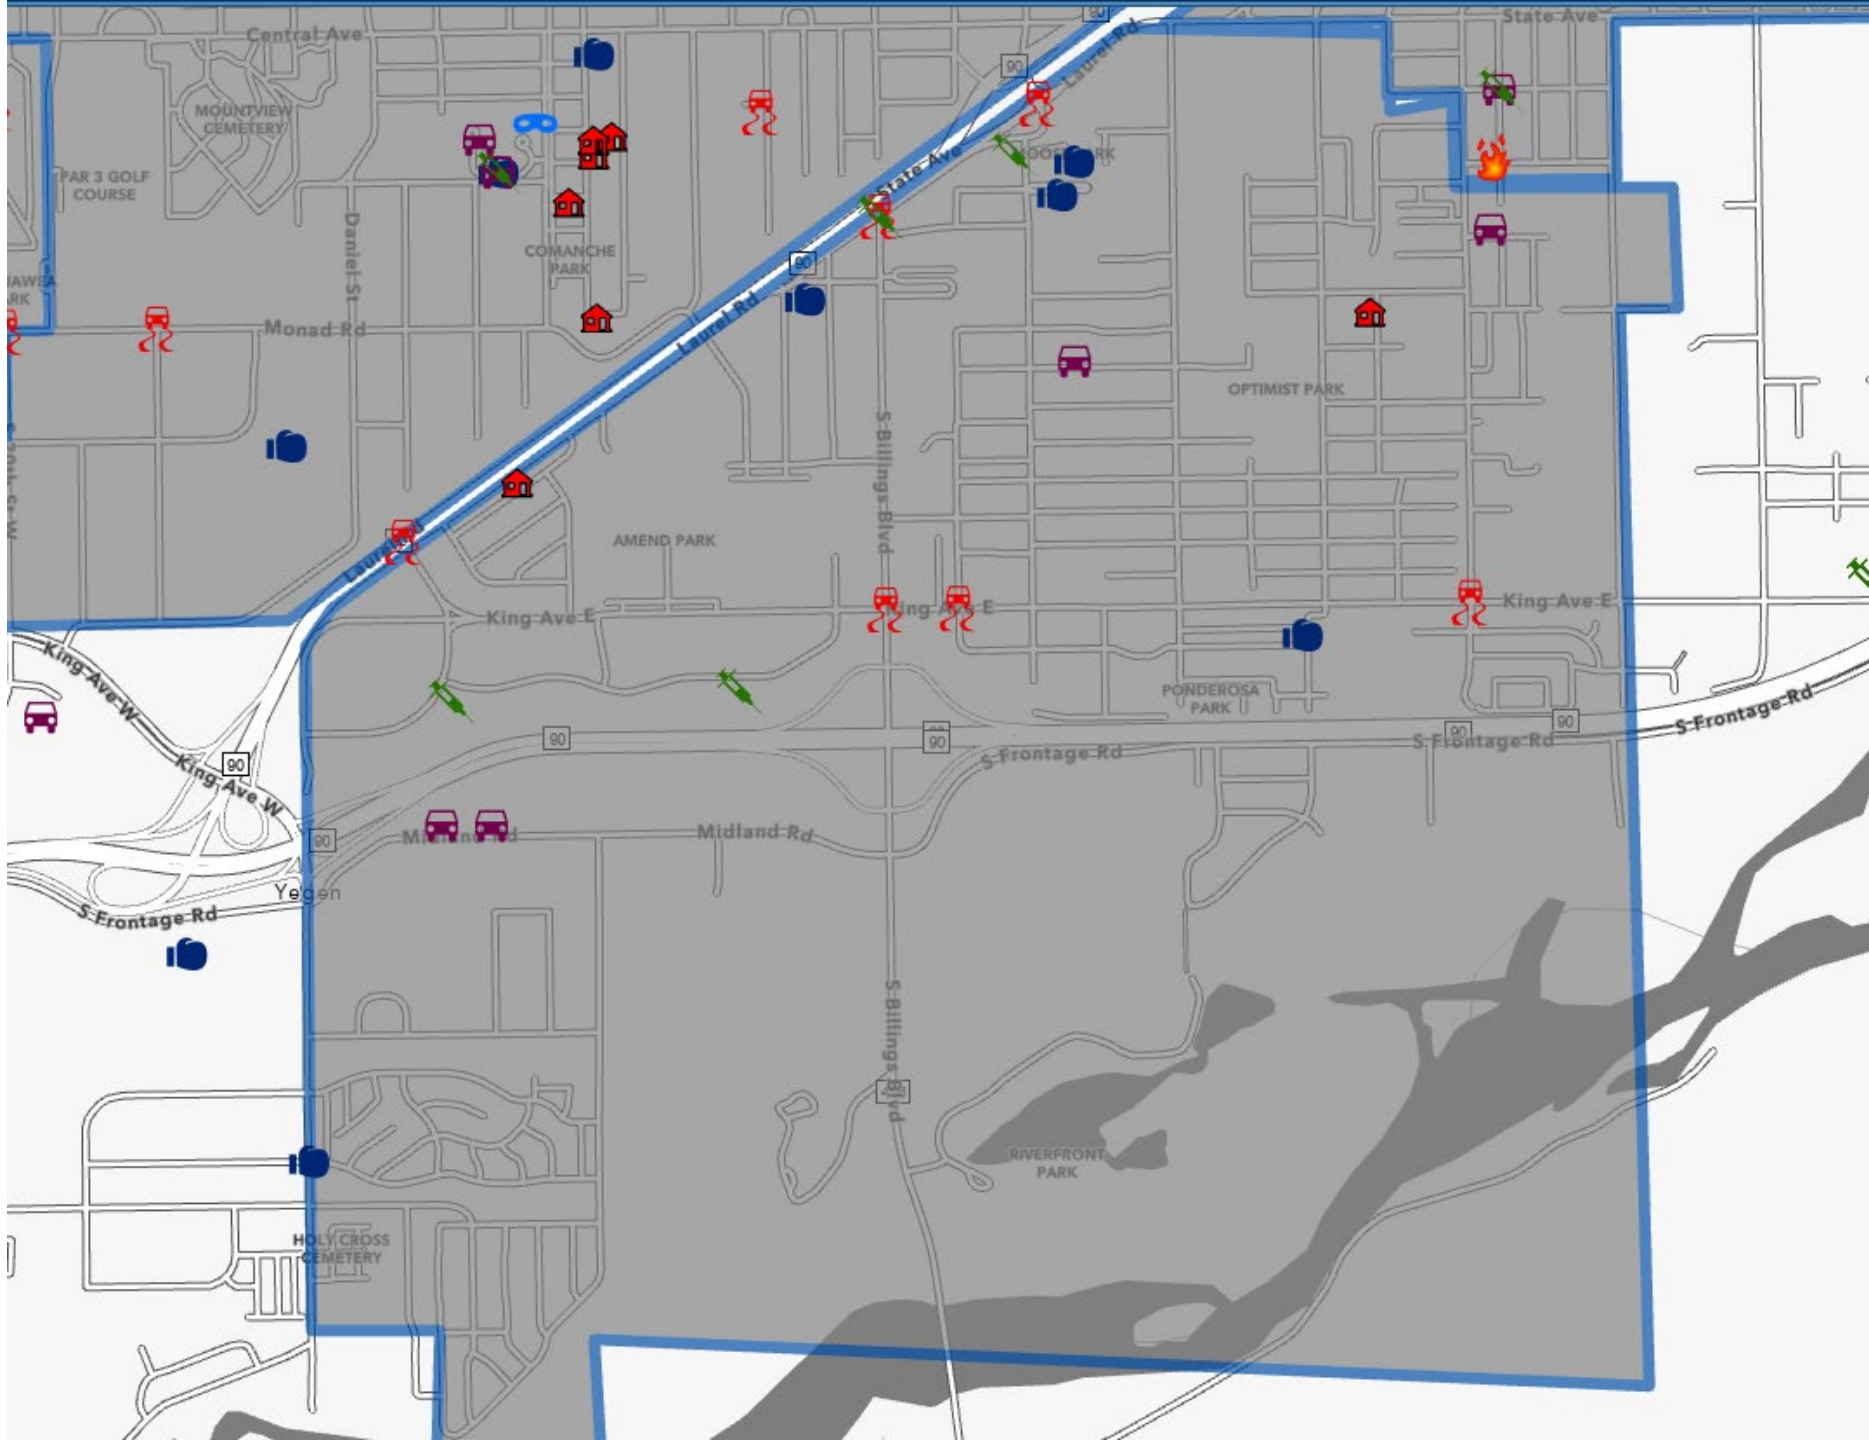 90
State Ave
Central Ave
Laurel Rd
90
MOUNTVIEW
CEMETERY
State Ave
PAR 3 GOLF
COURSE
Daniel St
COMANCHE
PARK
90
Laurel Rd
Monad Rd
OPTIMIST PARK
S Billings Blvd
AMEND PARK
King Ave E
King Ave E
King Ave E
King Ave W
PONDEROSA
PARK
S Frontage Rd
90
90
90
90
S Frontage Rd
S Frontage Rd
90
King Ave W
Midland Rd
90
Yegen
S Frontage Rd
S Billings Blvd
RIVERFRONT
PARK
HOLY CROSS
CEMETERY